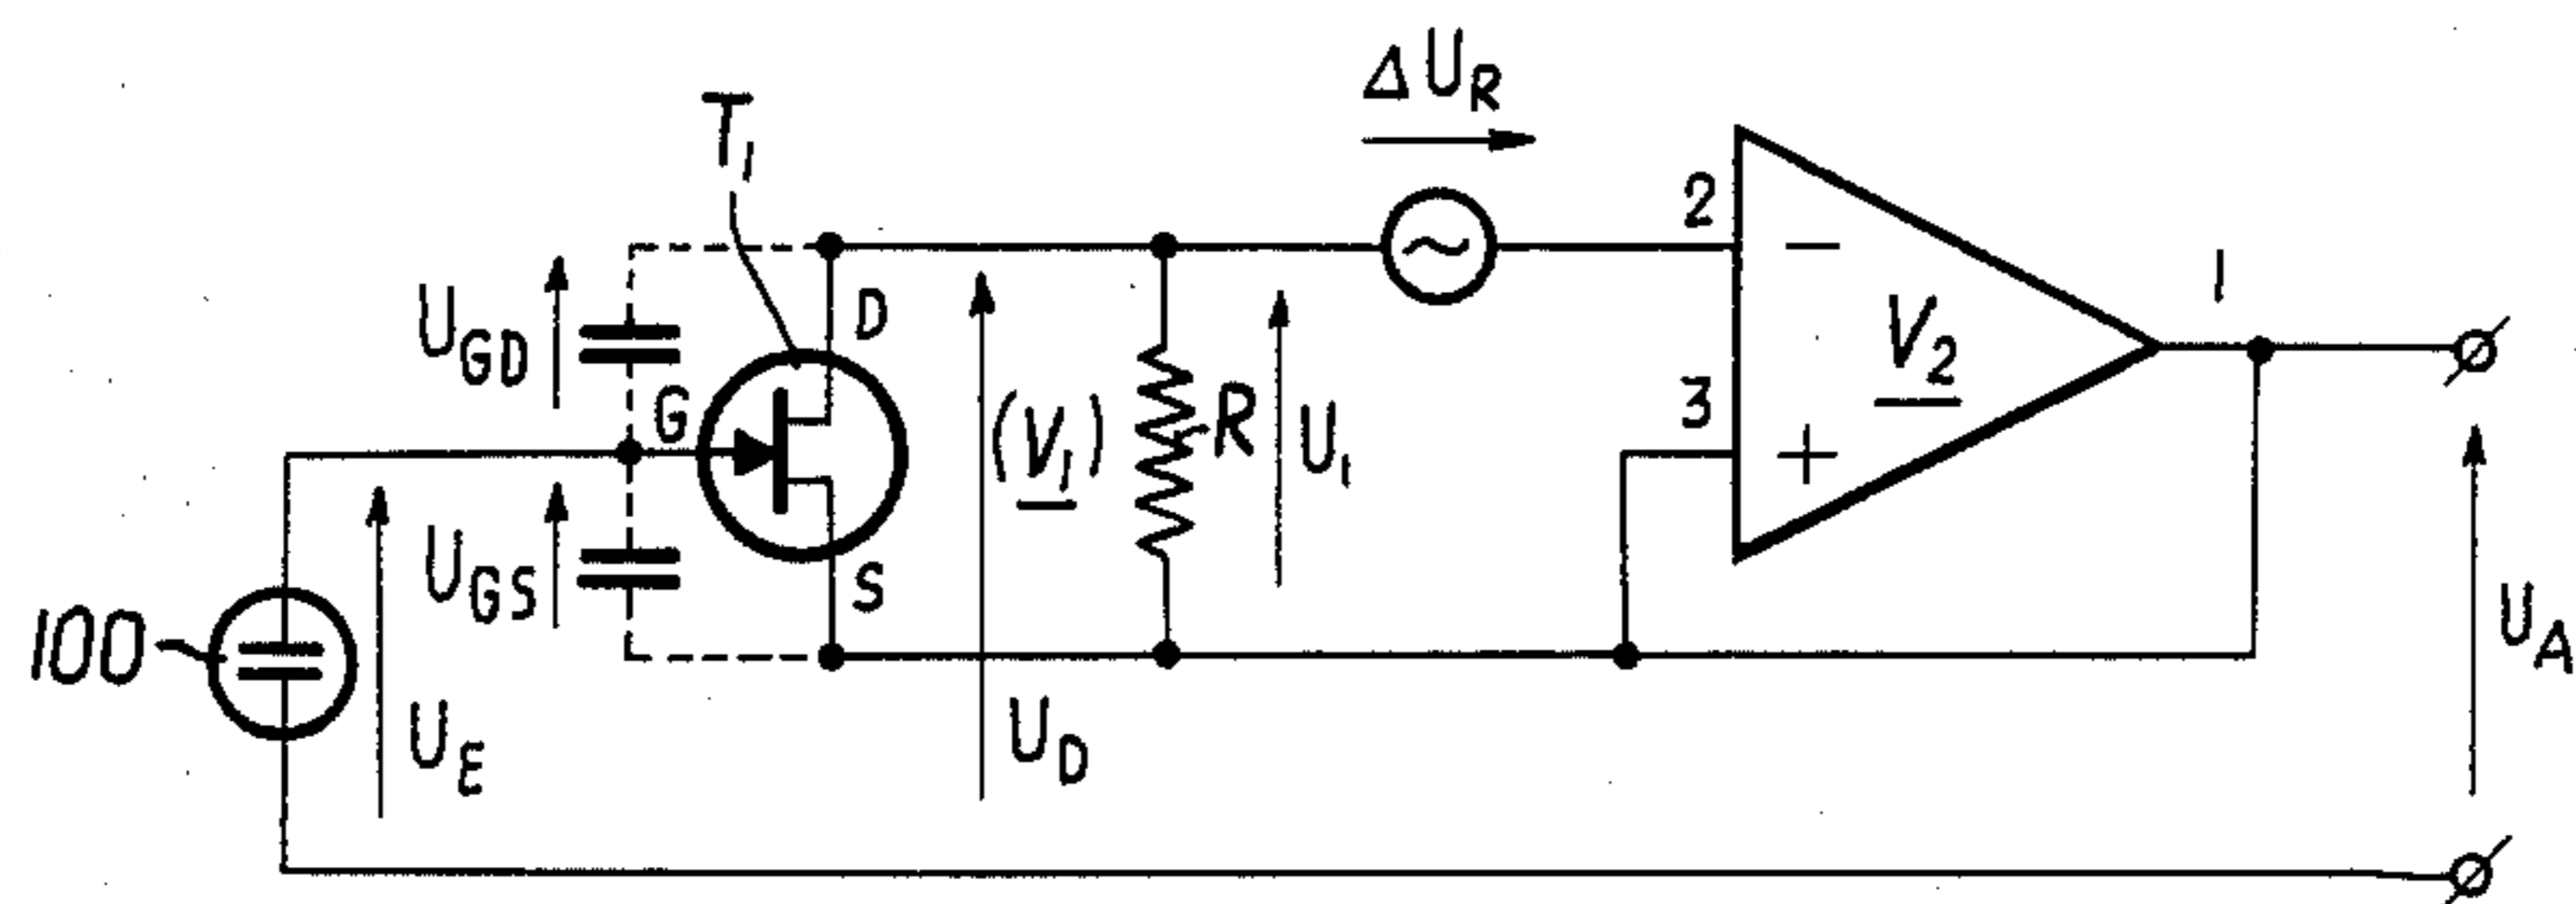 ΔU_R
T_1
2
−
1
U_GD
D
V_2
G
(V_1)
R
U_1
3
+
U_GS
S
100
U_E
U_D
U_A